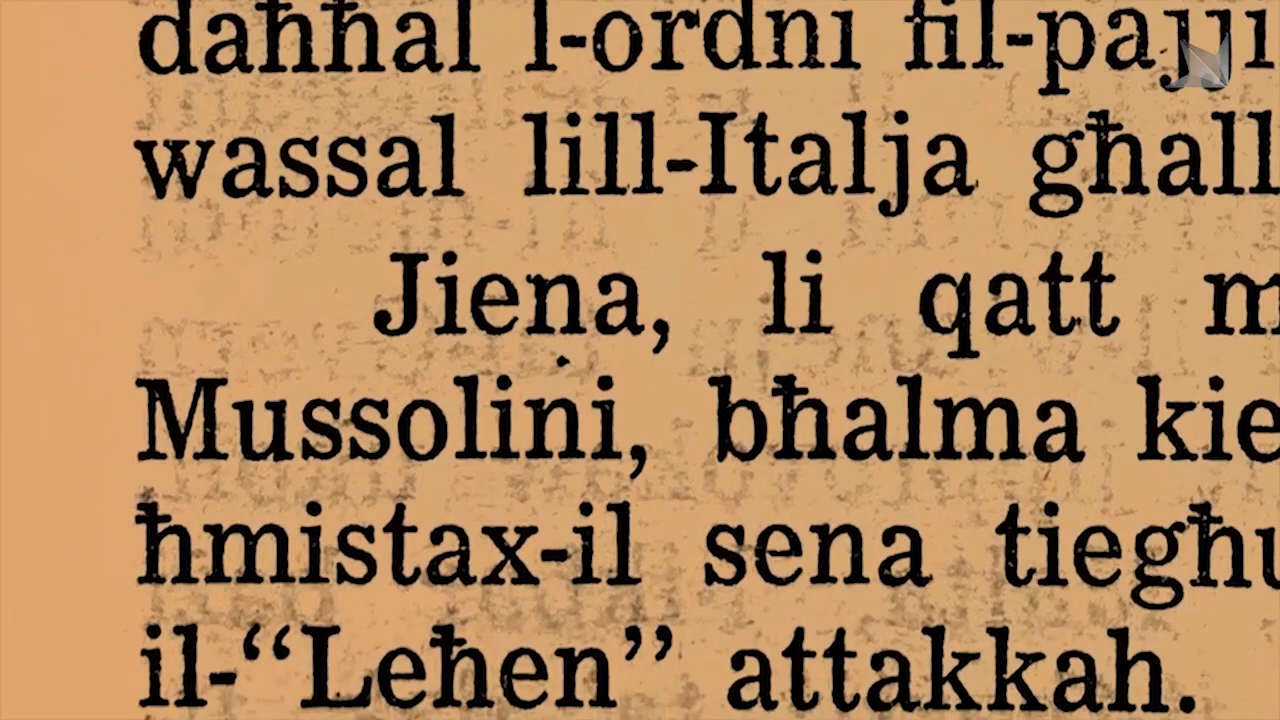 daħħal l-ordni fil-pajji
wassal lill-Italja għall
Jiena, li qatt m
Mussolini, bħalma kie
ħmistax-il sena tiegħu
il-“Leħen” attakkah.